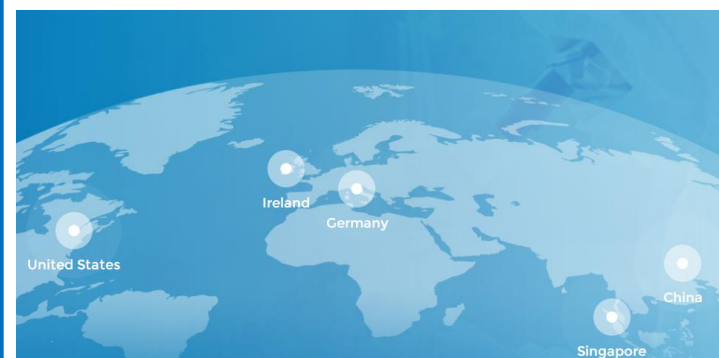 Ireland
Germany
United States
China
Singapore